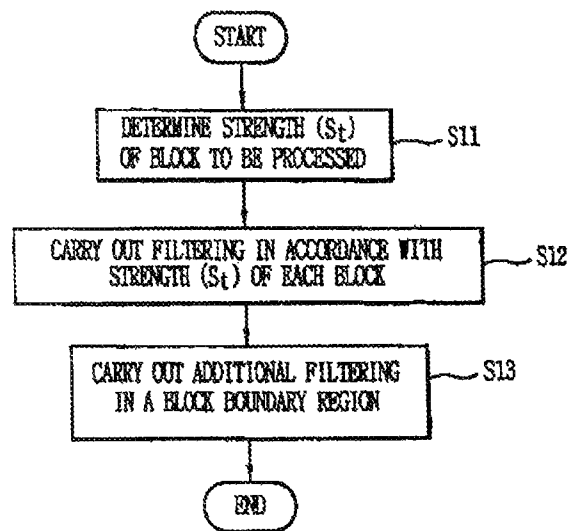 START
DETERMINE STRENGTH (St)
OF BLOCK TO BE PROCESSED
S11
CARRY OUT FILTERING IN ACCORDANCE WITH
STRENGTH (St) OF EACH BLOCK
S12
CARRY OUT ADDITIONAL FILTERING
IN A BLOCK BOUNDARY REGION
S13
END